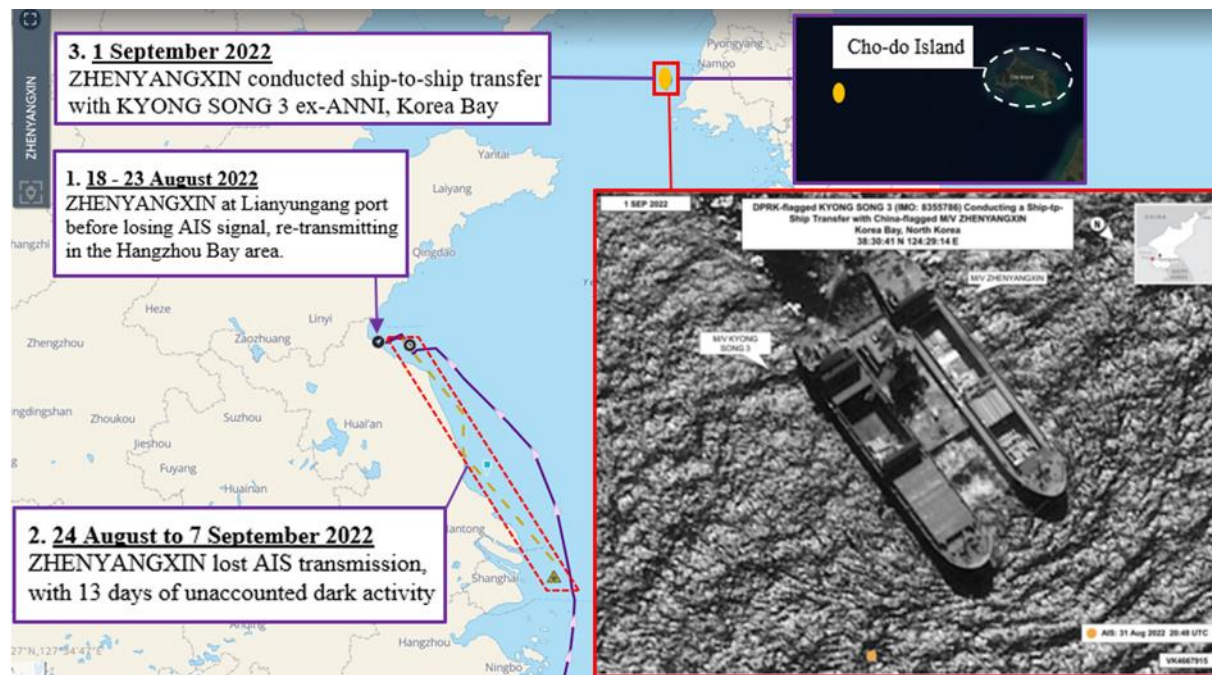 ZHENYANGXIN
3. 1 September 2022
ZHENYANGXIN conducted ship-to-ship transfer
with KYONG SONG 3 ex-ANNI, Korea Bay
1. 18 - 23 August 2022
ZHENYANGXIN at Lianyungang port
before losing AIS signal, re-transmitting
in the Hangzhou Bay area.
2. 24 August to 7 September 2022
ZHENYANGXIN lost AIS transmission,
with 13 days of unaccounted dark activity
Pyongyang
Nampo
Cho-do Island
Yantai
Laiyang
Qingdao
Heze
Linyi
Zaozhuang
Zhengzhou
Zhoukou
Suzhou
Huai'an
Jieshou
Fuyang
Huainan
Shanghai
Hangzhou
Ningbo
1 SEP 2022
DPRK-flagged KYONG SONG 3 (IMO: 8355786) Conducting a Ship-tp-
Ship Transfer with China-flagged M/V ZHENYANGXIN
Korea Bay, North Korea
38:30:41 N 124:29:14 E
N
M/V ZHENYANGXIN
M/V KYONG
SONG 3
AIS: 31 Aug 2022 20:48 UTC
VK4667915